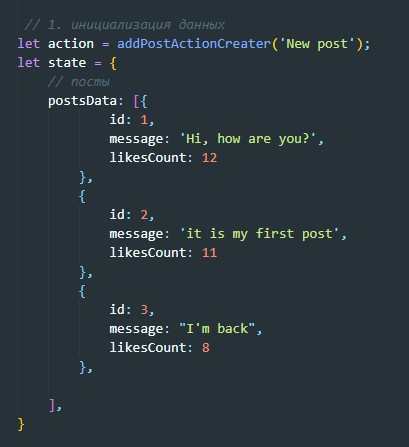 // 1. инициализация данных
let action = addPostActionCreater('New post');
let state = {
// посты
postsData: [{
id: 1,
message: 'Hi, how are you?',
likesCount: 12
},
{
id: 2,
message: 'it is my first post',
likesCount: 11
},
{
id: 3,
message: "I'm back",
likesCount: 8
},
],
}